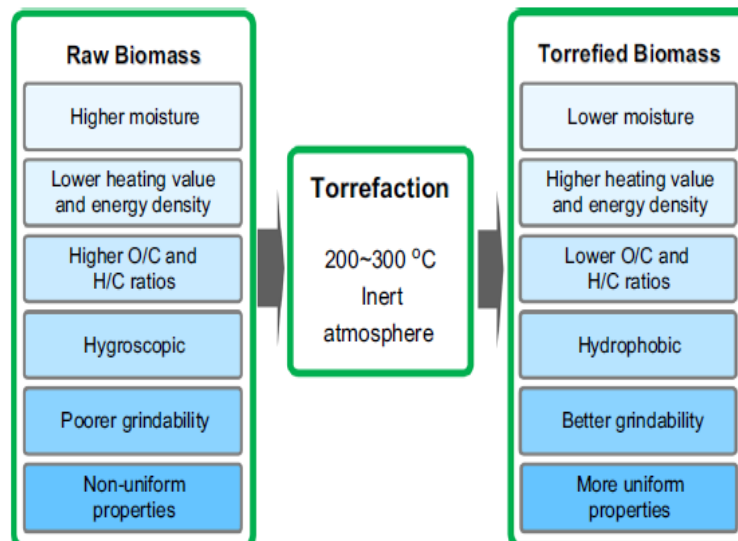 Raw Biomass
Higher moisture
Lower heating value
and energy density
Higher O/C and
H/C ratios
Hygroscopic
Poorer grindability
Non-uniform
properties
Torrefaction
200~300 °C
Inert
atmosphere
Torrefied Biomass
Lower moisture
Higher heating value
and energy density
Lower O/C and
H/C ratios
Hydrophobic
Better grindability
More uniform
properties